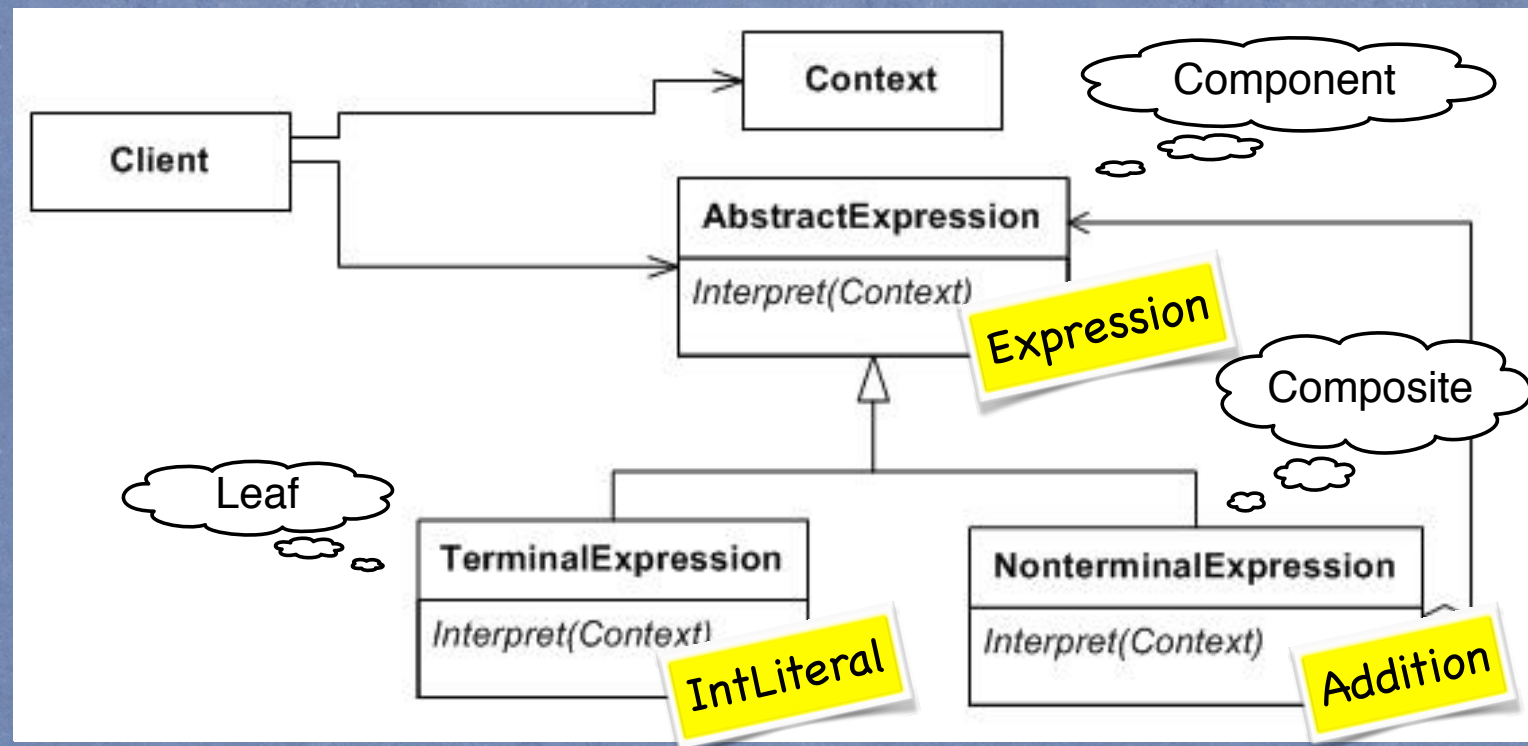 Context
Component
Client
AbstractExpression
Interpret(Context)
Expression
Composite
Leaf
TerminalExpression
Interpret(Context)
IntLiteral
NonterminalExpression
Interpret(Context)
Addition